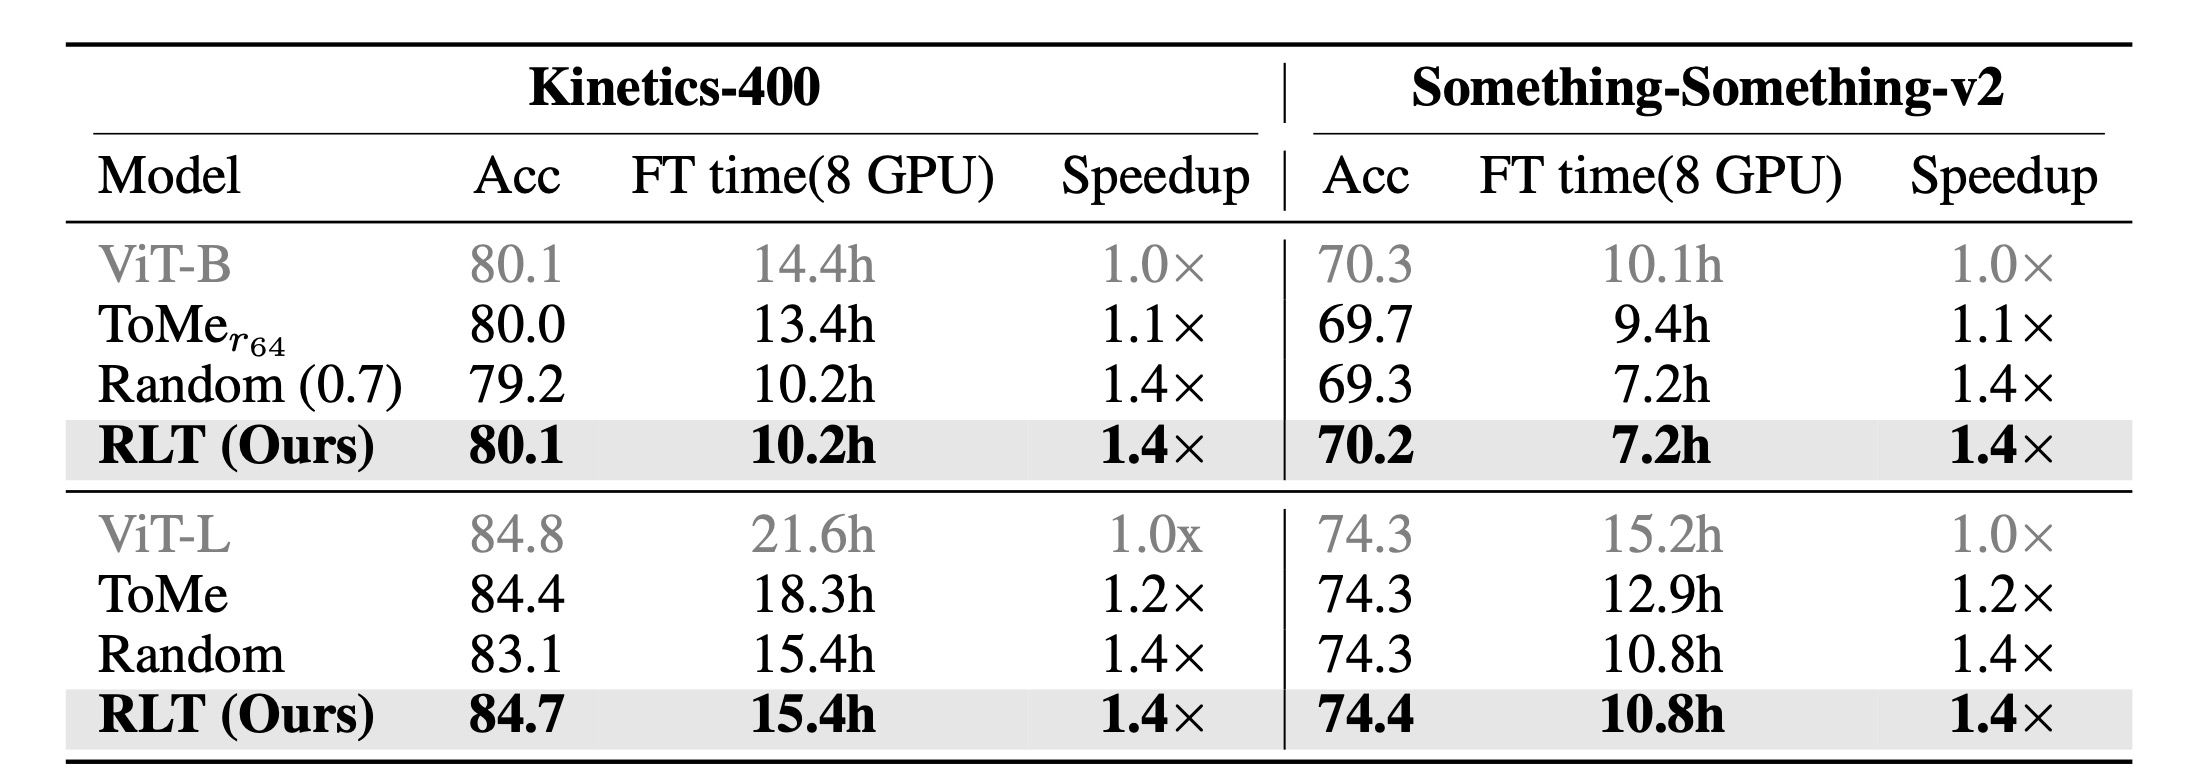 Kinetics-400 Something-Something-v2
Model Acc FT time(8 GPU) Speedup Acc FT time(8 GPU) Speedup
ViT-B 80.1 14.4h 1.0× 70.3 10.1h 1.0×
ToMe r64 80.0 13.4h 1.1× 69.7 9.4h 1.1×
Random (0.7) 79.2 10.2h 1.4× 69.3 7.2h 1.4×
RLT (Ours) 80.1 10.2h 1.4× 70.2 7.2h 1.4×
ViT-L 84.8 21.6h 1.0x 74.3 15.2h 1.0×
ToMe 84.4 18.3h 1.2× 74.3 12.9h 1.2×
Random 83.1 15.4h 1.4× 74.3 10.8h 1.4×
RLT (Ours) 84.7 15.4h 1.4× 74.4 10.8h 1.4×